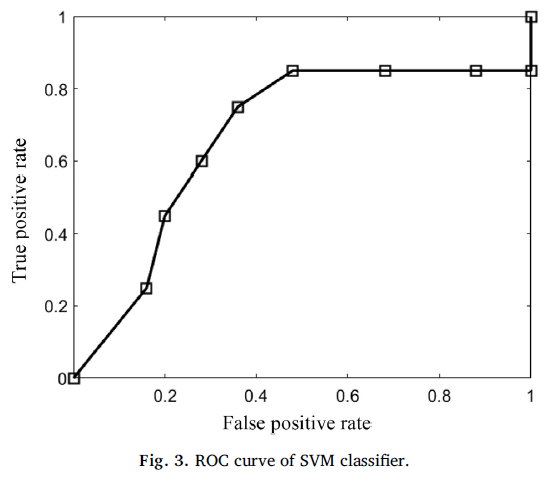 1
0.8
0.6
0.4
0.2
0
0.2 0.4 0.6 0.8 1
True positive rate
False positive rate
Fig. 3. ROC curve of SVM classifier.